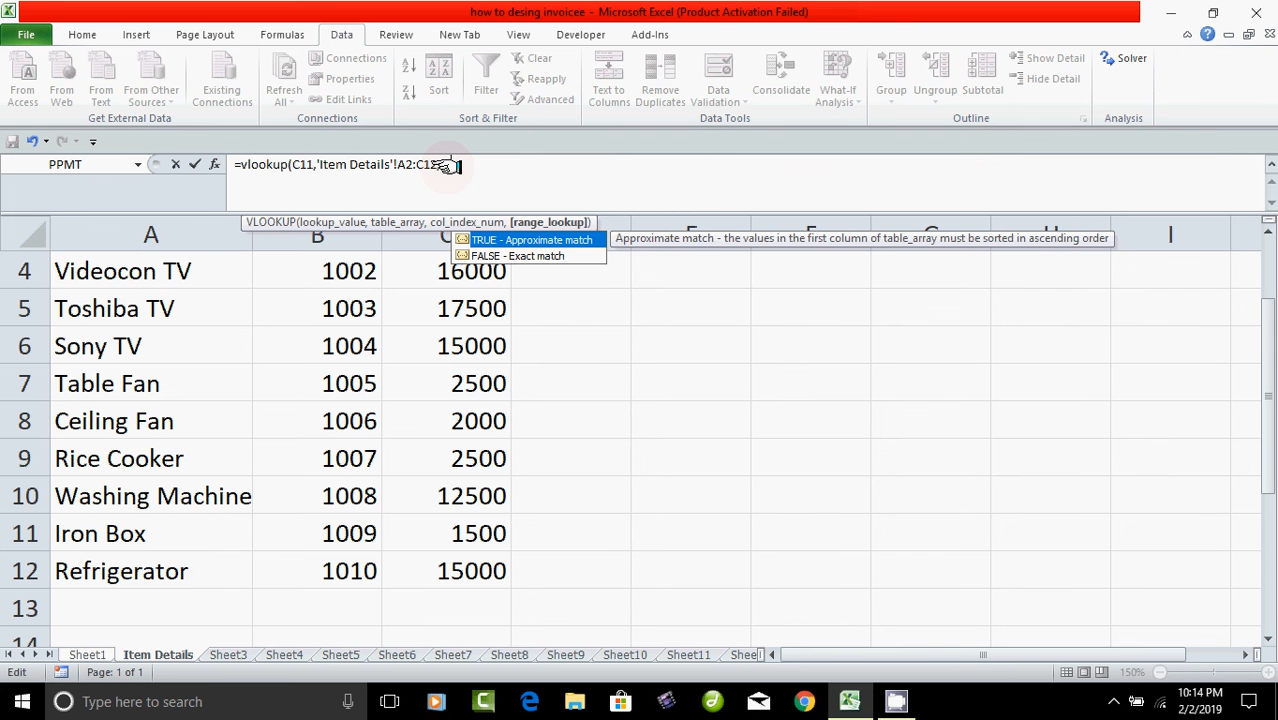 how to desing invoicee - Microsoft Excel (Product Activation Failed)
File Home Insert Page Layout Formulas Data Review New Tab View Developer Add-Ins
From Access From Web From Text From Other Sources Existing Connections
Get External Data
Refresh All Connections Properties Edit Links
Connections
Sort Filter Clear Reapply Advanced
Sort & Filter
Text to Columns Remove Duplicates Data Validation Consolidate What-If Analysis
Data Tools
Group Ungroup Subtotal Show Detail Hide Detail
Outline
Solver
Analysis
PPMT fx =vlookup(C11,'Item Details'!A2:C12
VLOOKUP(lookup_value, table_array, col_index_num, [range_lookup])
TRUE - Approximate match Approximate match - the values in the first column of table_array must be sorted in ascending order
FALSE - Exact match
A B I
4 Videocon TV 1002 16000
5 Toshiba TV 1003 17500
6 Sony TV 1004 15000
7 Table Fan 1005 2500
8 Ceiling Fan 1006 2000
9 Rice Cooker 1007 2500
10 Washing Machine 1008 12500
11 Iron Box 1009 1500
12 Refrigerator 1010 15000
13
14
Sheet1 Item Details Sheet3 Sheet4 Sheet5 Sheet6 Sheet7 Sheet8 Sheet9 Sheet10 Sheet11 Shee
Edit Page: 1 of 1 150%
Type here to search 10:14 PM
2/2/2019